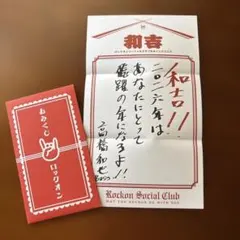 和吉
和吉!!
二〇二六年は
あなたにとって
飛躍の年になるよ!!
高橋和也
Rockon Social Club
おみくじ
ロックオン